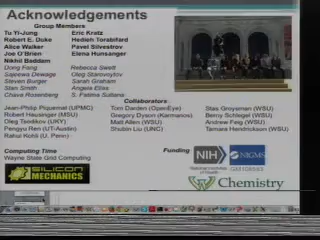 Acknowledgements
Group Members
Tu Yi-Jung
Eric Kratz
Robert E. Duke
Hedieh Torabifard
Alice Walker
Pavel Silvestrov
Joe O'Brien
Elena Hunsanger
Nikhil Baddam
Dong Fang
Rebecca Swett
Sajeewa Dewage
Oleg Starovoytov
Steven Burger
Sarah Graham
Stan Smith
Angela Ellis
Chiava Rosenberg
S. Fatima Sultana
Collaborators
Jean-Philip Piquemal (UPMC)
Tom Darden (OpenEye)
Stas Groysman (WSU)
Robert Hausinger (MSU)
Gregory Dyson (Karmanos)
Berny Schlegel (WSU)
Oleg Tsodikov (UKY)
Matt Allen (WSU)
Andrew Feig (WSU)
Pengyu Ren (UT-Austin)
Shubin Liu (UNC)
Tamara Hendrickson (WSU)
Rahul Kohli (U. Penn)
Computing Time
Wayne State Grid Computing
SILICON
MECHANICS
Funding
NIH
NIGMS
Chemistry